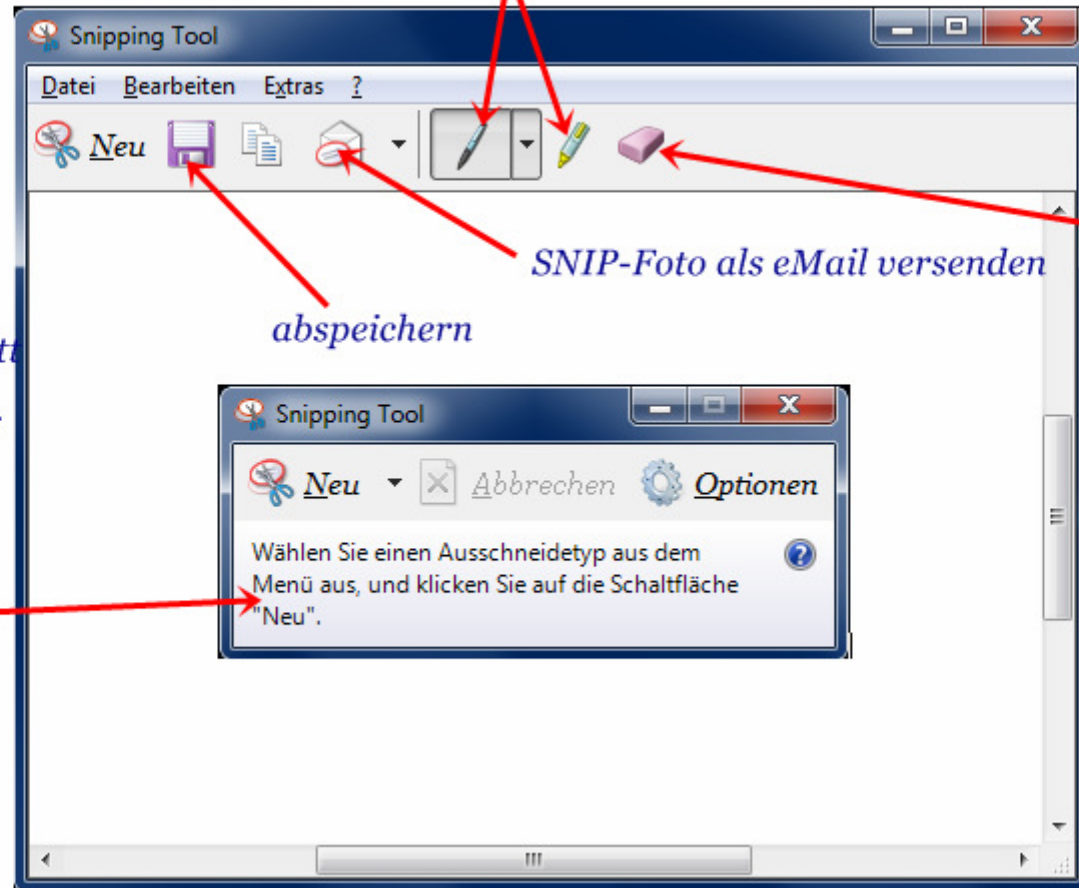 Snipping Tool
Datei Bearbeiten Extras ?
Neu
SNIP-Foto als eMail versenden
abspeichern
tt
Snipping Tool
Neu Abbrechen Optionen
Wählen Sie einen Ausschneidetyp aus dem
Menü aus, und klicken Sie auf die Schaltfläche
"Neu".